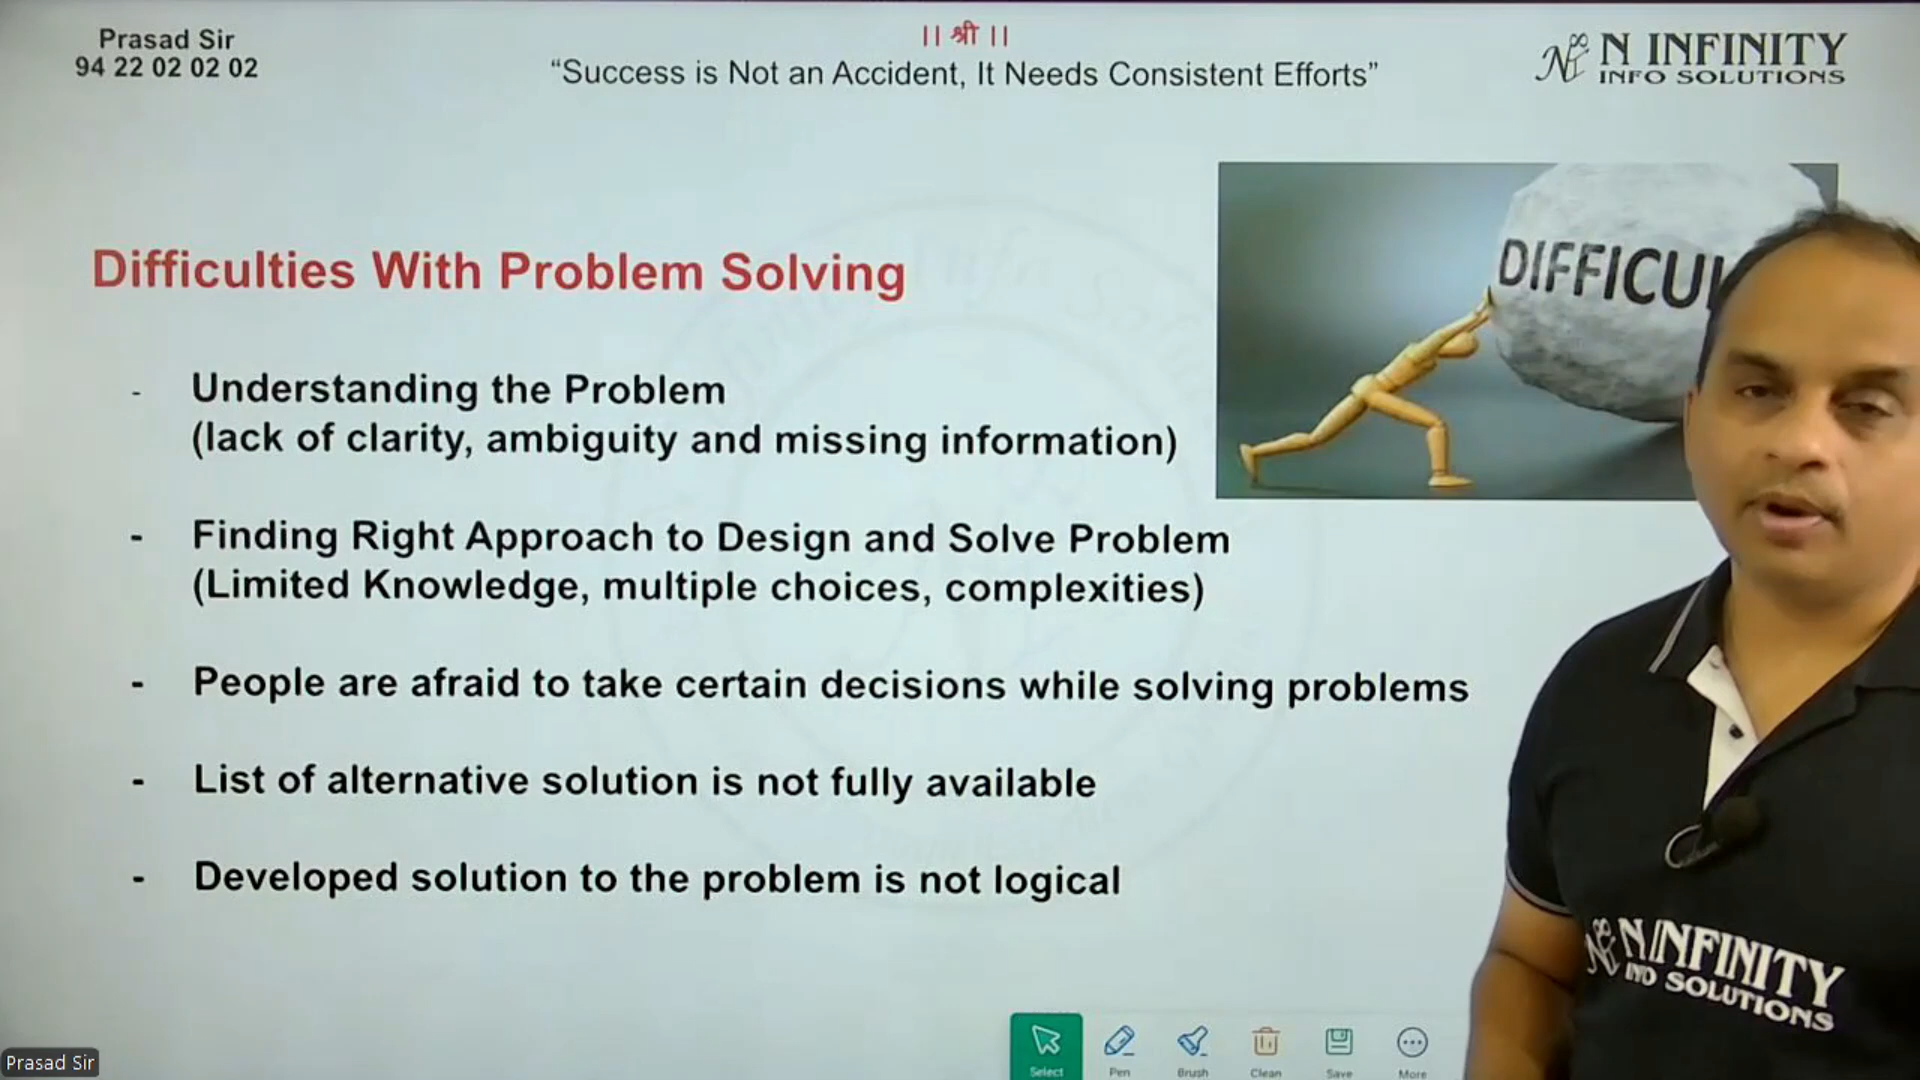 Prasad Sir
94 22 02 02 02
|| श्री ||
“Success is Not an Accident, It Needs Consistent Efforts”
N INFINITY
INFO SOLUTIONS
DIFFICUL
Difficulties With Problem Solving
- Understanding the Problem
(lack of clarity, ambiguity and missing information)
- Finding Right Approach to Design and Solve Problem
(Limited Knowledge, multiple choices, complexities)
- People are afraid to take certain decisions while solving problems
- List of alternative solution is not fully available
- Developed solution to the problem is not logical
N INFINITY
INFO SOLUTIONS
Select Pen Brush Clean Save More
Prasad Sir